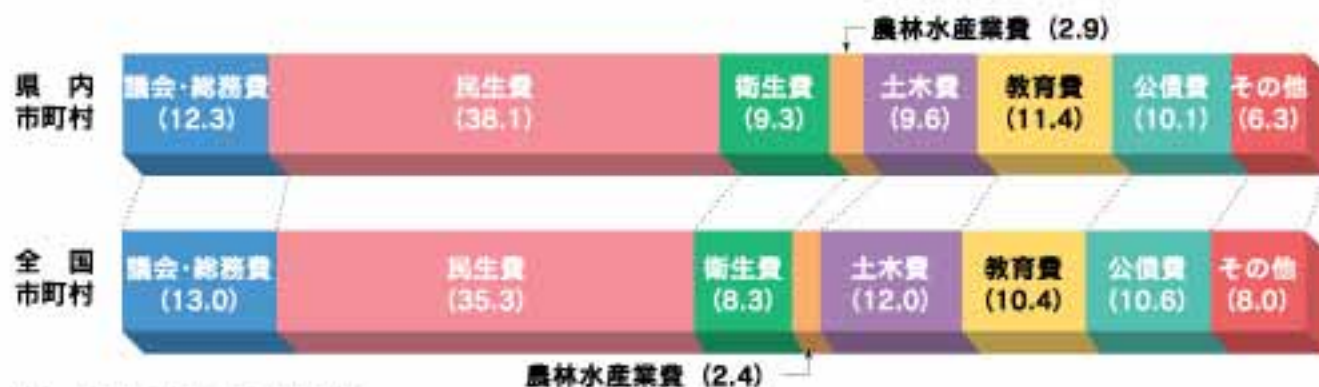 農林水産業費 (2.9)
県 内
市町村
議会・総務費
(12.3)
民生費
(38.1)
衛生費
(9.3)
土木費
(9.6)
教育費
(11.4)
公債費
(10.1)
その他
(6.3)
全 国
市町村
議会・総務費
(13.0)
民生費
(35.3)
衛生費
(8.3)
土木費
(12.0)
教育費
(10.4)
公債費
(10.6)
その他
(8.0)
農林水産業費 (2.4)